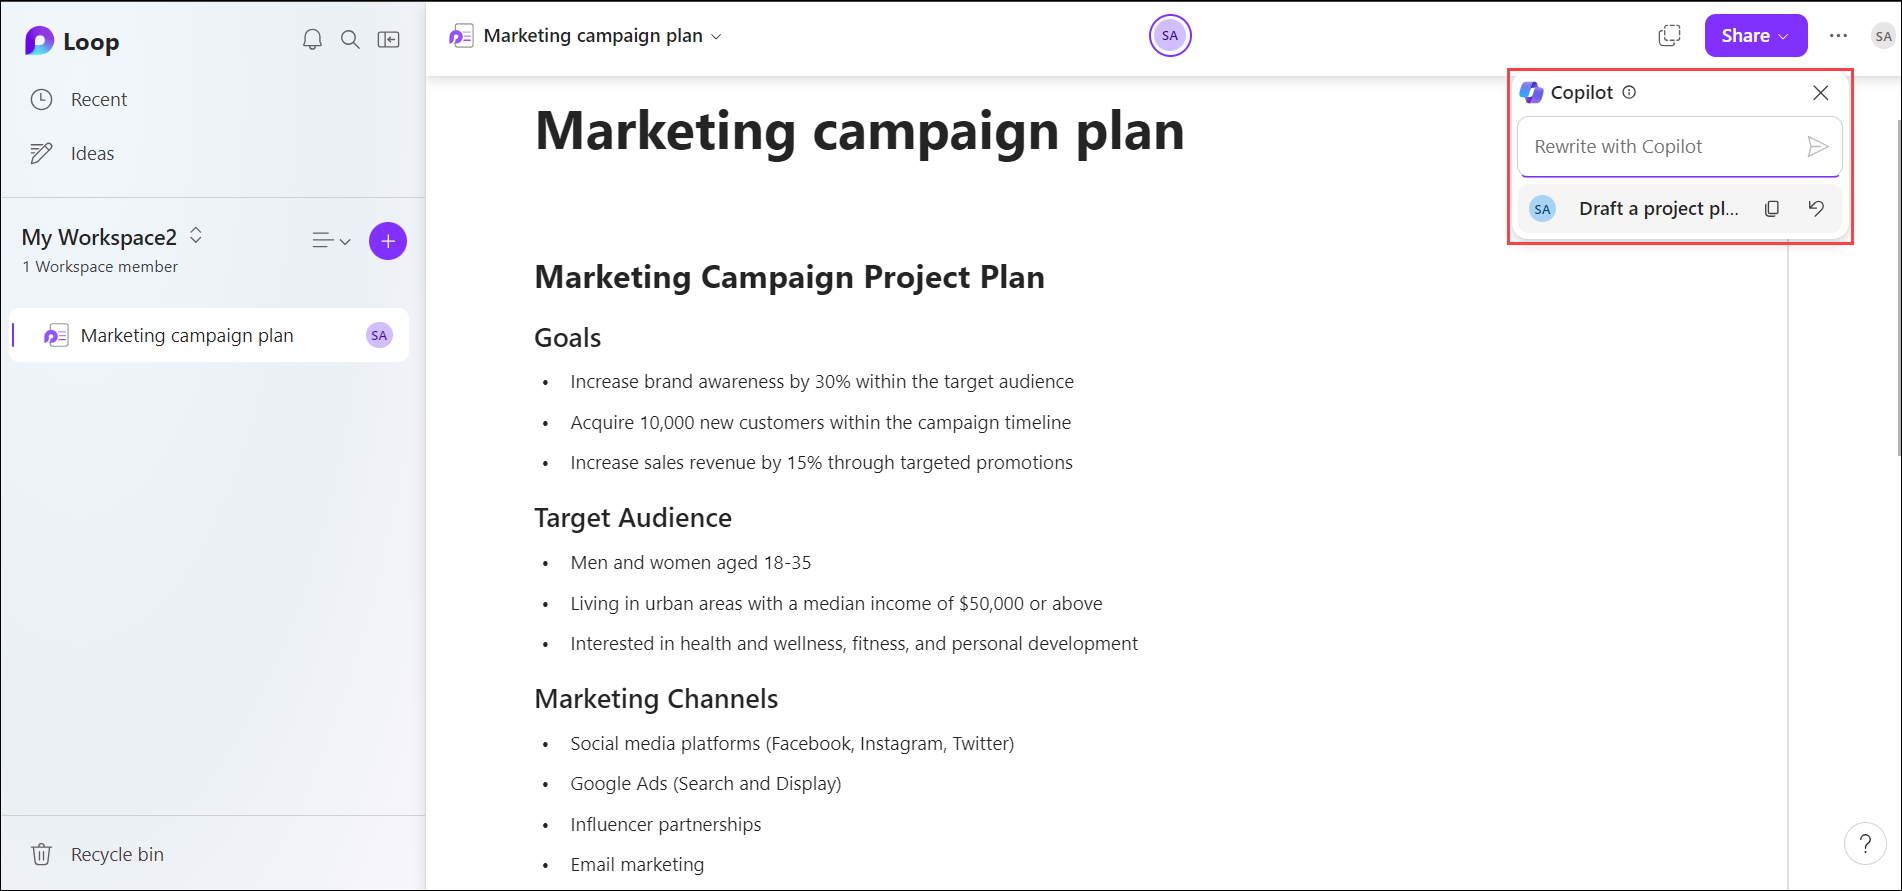 Loop
Recent
Ideas
My Workspace2
1 Workspace member
Marketing campaign plan
SA
Recycle bin
Marketing campaign plan
SA
Share
SA
Copilot
Rewrite with Copilot
SA
Draft a project pl...
Marketing campaign plan
Marketing Campaign Project Plan
Goals
• Increase brand awareness by 30% within the target audience
• Acquire 10,000 new customers within the campaign timeline
• Increase sales revenue by 15% through targeted promotions
Target Audience
• Men and women aged 18-35
• Living in urban areas with a median income of $50,000 or above
• Interested in health and wellness, fitness, and personal development
Marketing Channels
• Social media platforms (Facebook, Instagram, Twitter)
• Google Ads (Search and Display)
• Influencer partnerships
• Email marketing
?